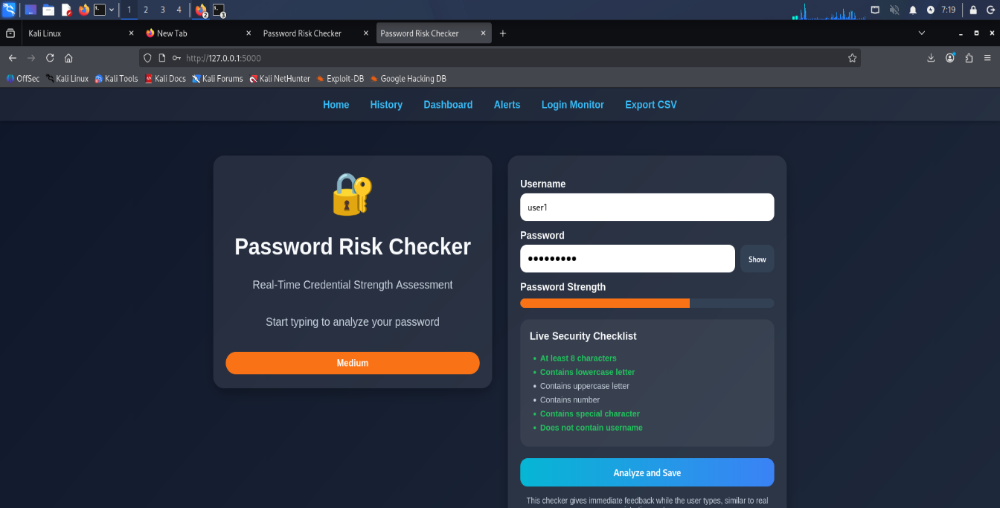 1 2 3 4 2 3 7:19
Kali Linux New Tab Password Risk Checker Password Risk Checker
http://127.0.0.1:5000
OffSec Kali Linux Kali Tools Kali Docs Kali Forums Kali NetHunter Exploit-DB Google Hacking DB
Home History Dashboard Alerts Login Monitor Export CSV
Password Risk Checker
Real-Time Credential Strength Assessment
Start typing to analyze your password
Medium
Username
user1
Password
•••••••••
Show
Password Strength
Live Security Checklist
• At least 8 characters
• Contains lowercase letter
• Contains uppercase letter
• Contains number
• Contains special character
• Does not contain username
Analyze and Save
This checker gives immediate feedback while the user types, similar to real